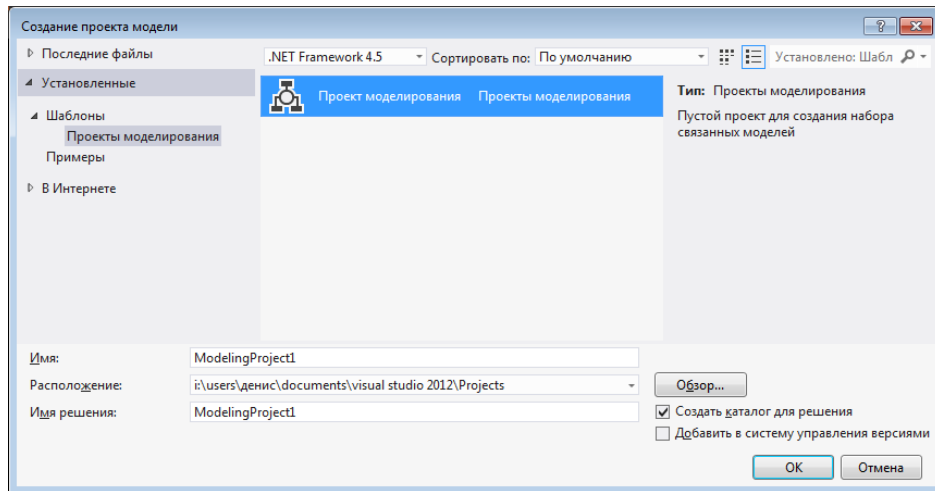 Создание проекта модели
Последние файлы
.NET Framework 4.5 Сортировать по: По умолчанию Установлено: Шабл
Установленные
Шаблоны
Проекты моделирования
Примеры
В Интернете
Проект моделирования Проекты моделирования
Тип: Проекты моделирования
Пустой проект для создания набора
связанных моделей
Имя: ModelingProject1
Расположение: i:\users\денис\documents\visual studio 2012\Projects Обзор...
Имя решения: ModelingProject1
Создать каталог для решения
Добавить в систему управления версиями
OK Отмена